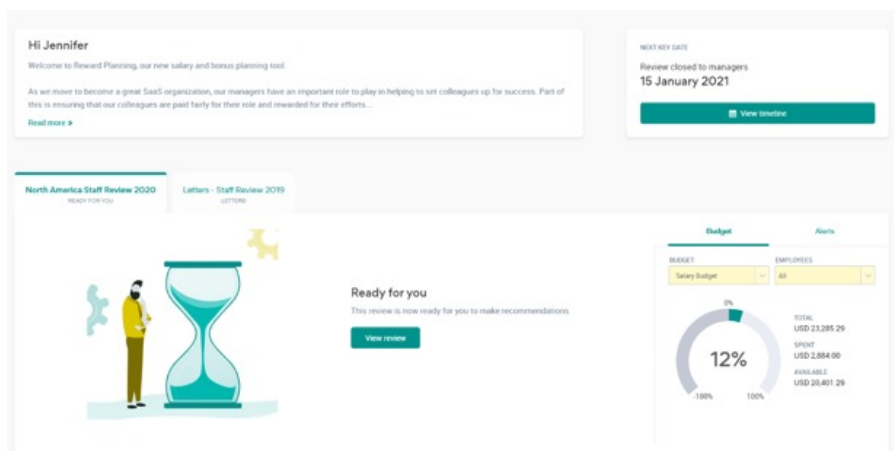 Hi Jennifer
Welcome to Reward Planning, our new salary and bonus planning tool.
As we move to become a great SaaS organization, our managers have an important role to play in helping to set colleagues up for success. Part of
this is ensuring that our colleagues are paid fairly for their role and rewarded for their efforts...
Read more »
NEXT KEY DATE
Review closed to managers
15 January 2021
View timeline
North America Staff Review 2020
READY FOR YOU
Letters - Staff Review 2019
LETTERS
Ready for you
This review is now ready for you to make recommendations
View review
Budget
Alerts
BUDGET
EMPLOYEES
Salary Budget
All
0%
12%
-100%
100%
TOTAL
USD 23,285.29
SPENT
USD 2,884.00
AVAILABLE
USD 20,401.29